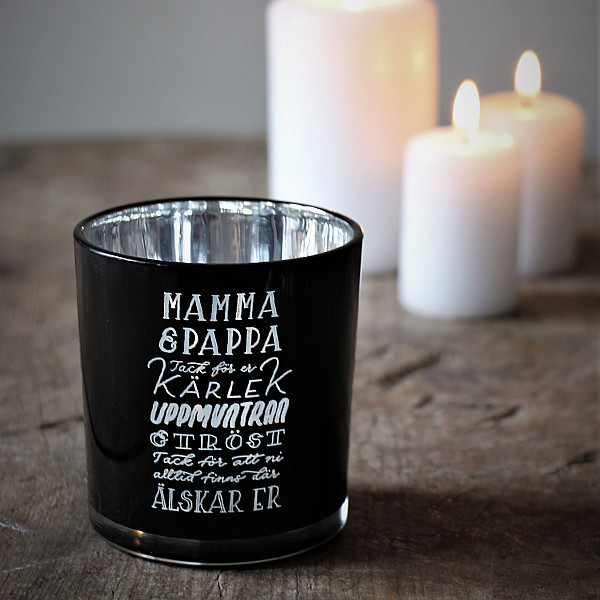 MAMMA
& PAPPA
Tack för er
KÄRLEK
UPPMUNTRAN
& TRÖST
Tack för att ni
alltid finns där
ÄLSKAR ER